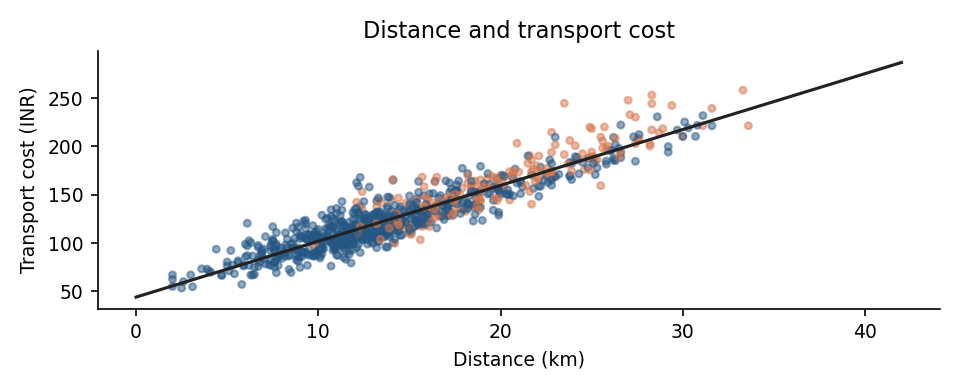 Distance and transport cost
Transport cost (INR)
250
200
150
100
50
0 10 20 30 40
Distance (km)